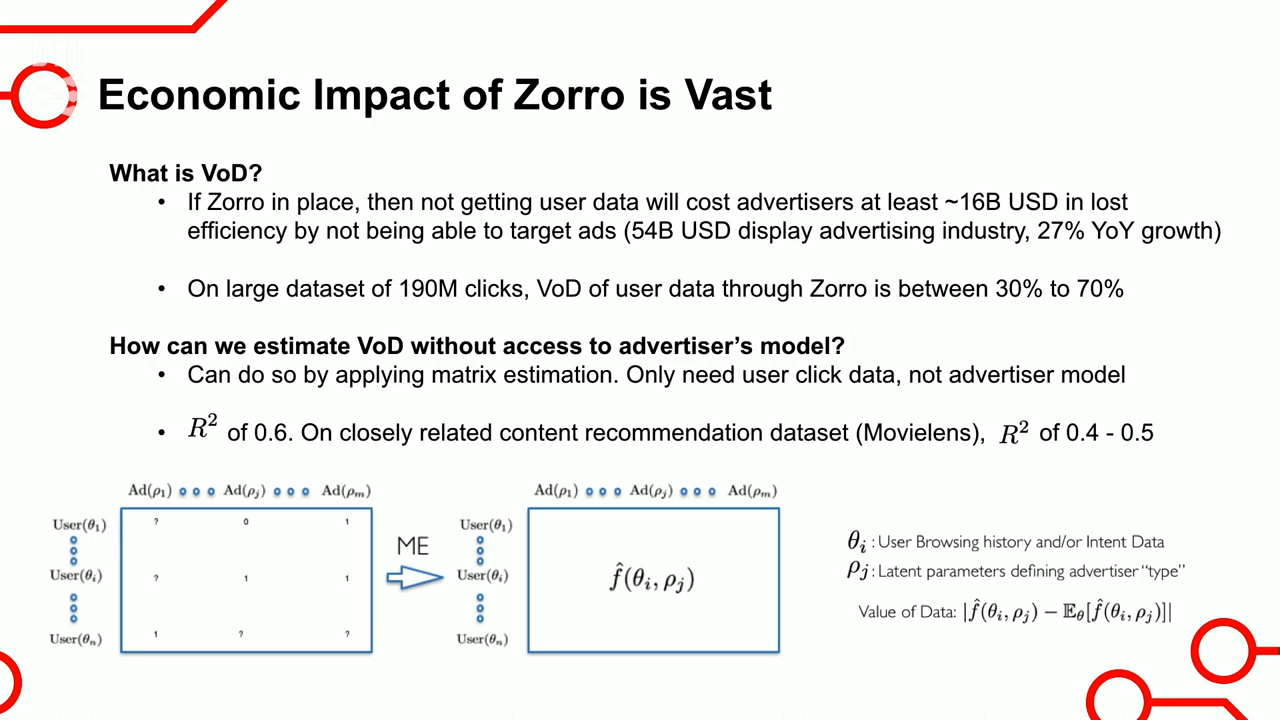 Economic Impact of Zorro is Vast
What is VoD?
• If Zorro in place, then not getting user data will cost advertisers at least ~16B USD in lost
efficiency by not being able to target ads (54B USD display advertising industry, 27% YoY growth)
• On large dataset of 190M clicks, VoD of user data through Zorro is between 30% to 70%
How can we estimate VoD without access to advertiser’s model?
• Can do so by applying matrix estimation. Only need user click data, not advertiser model
• R² of 0.6. On closely related content recommendation dataset (Movielens), R² of 0.4 - 0.5
Ad(ρ₁) Ad(ρⱼ) Ad(ρₘ)
User(θ₁) ? 0 1
User(θᵢ) ? 1 1
User(θₙ) 1 ? ?
ME
Ad(ρ₁) Ad(ρⱼ) Ad(ρₘ)
User(θ₁)
User(θᵢ) f̂(θᵢ, ρⱼ)
User(θₙ)
θᵢ : User Browsing history and/or Intent Data
ρⱼ : Latent parameters defining advertiser “type”
Value of Data: |f̂(θᵢ, ρⱼ) − 𝔼_θ[f̂(θᵢ, ρⱼ)]|